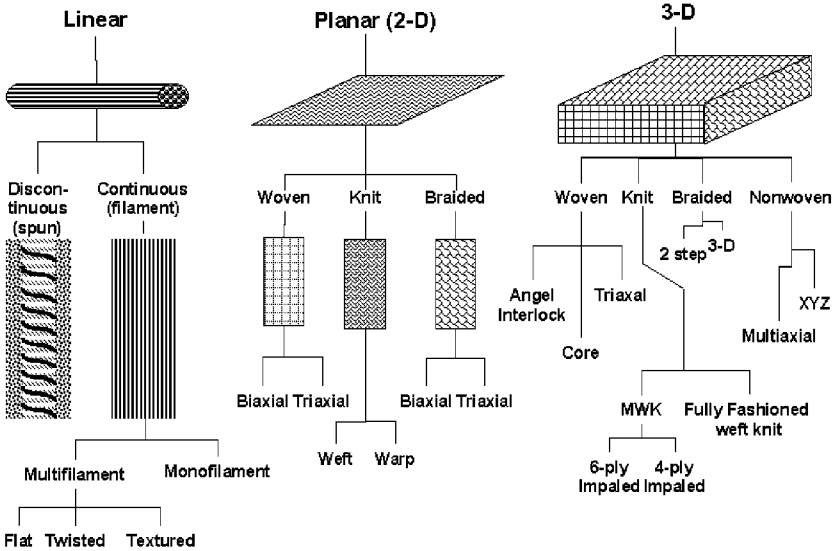 Linear
Discon-
tinuous
(spun)
Continuous
(filament)
Multifilament
Monofilament
Flat
Twisted
Textured
Planar (2-D)
Woven
Knit
Braided
Biaxial
Triaxial
Weft
Warp
Biaxial
Triaxial
3-D
Woven
Knit
Braided
Nonwoven
Angel
Interlock
Core
Triaxal
2 step
3-D
Multiaxial
XYZ
MWK
Fully Fashioned
weft knit
6-ply
Impaled
4-ply
Impaled